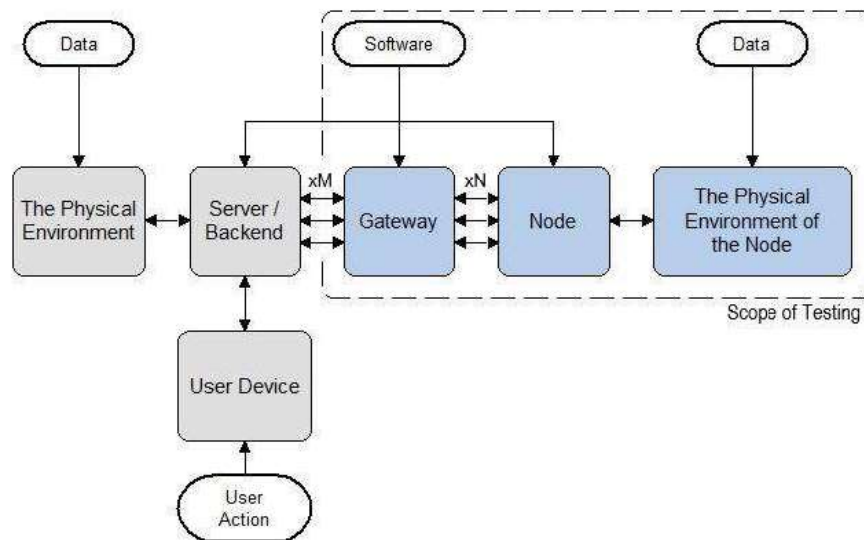 Data
Software
Data
xM
xN
The Physical
Environment
Server /
Backend
Gateway
Node
The Physical
Environment of
the Node
Scope of Testing
User Device
User
Action